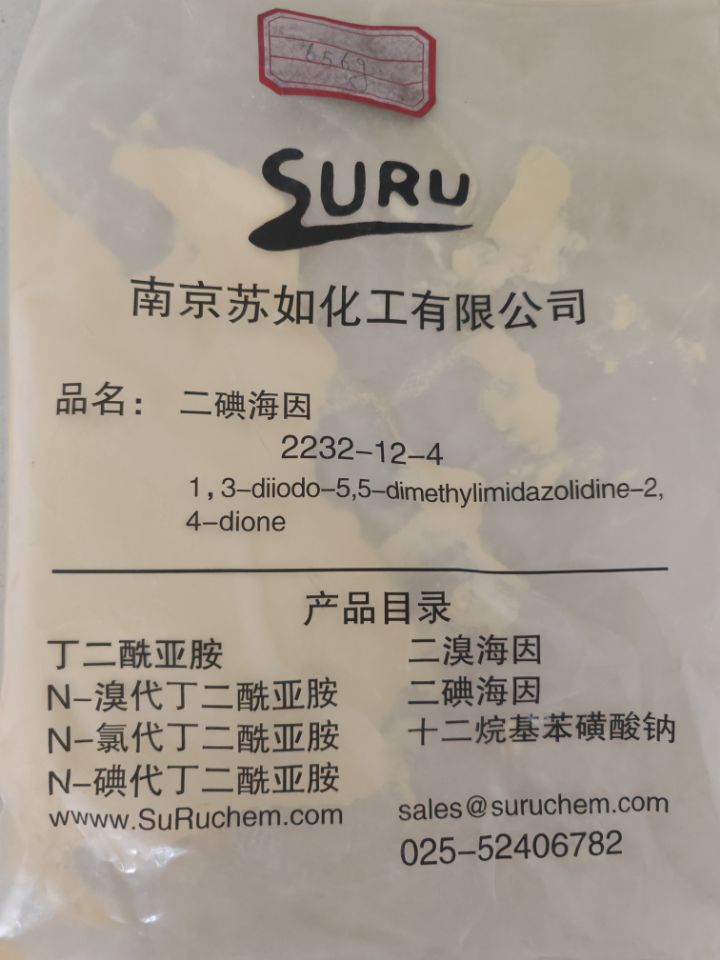 656g
SURU
南京苏如化工有限公司
品名： 二碘海因
2232-12-4
1,3-diiodo-5,5-dimethylimidazolidine-2,
4-dione
产品目录
丁二酰亚胺
N-溴代丁二酰亚胺
N-氯代丁二酰亚胺
N-碘代丁二酰亚胺
www.SuRuchem.com
二溴海因
二碘海因
十二烷基苯磺酸钠
sales@suruchem.com
025-52406782